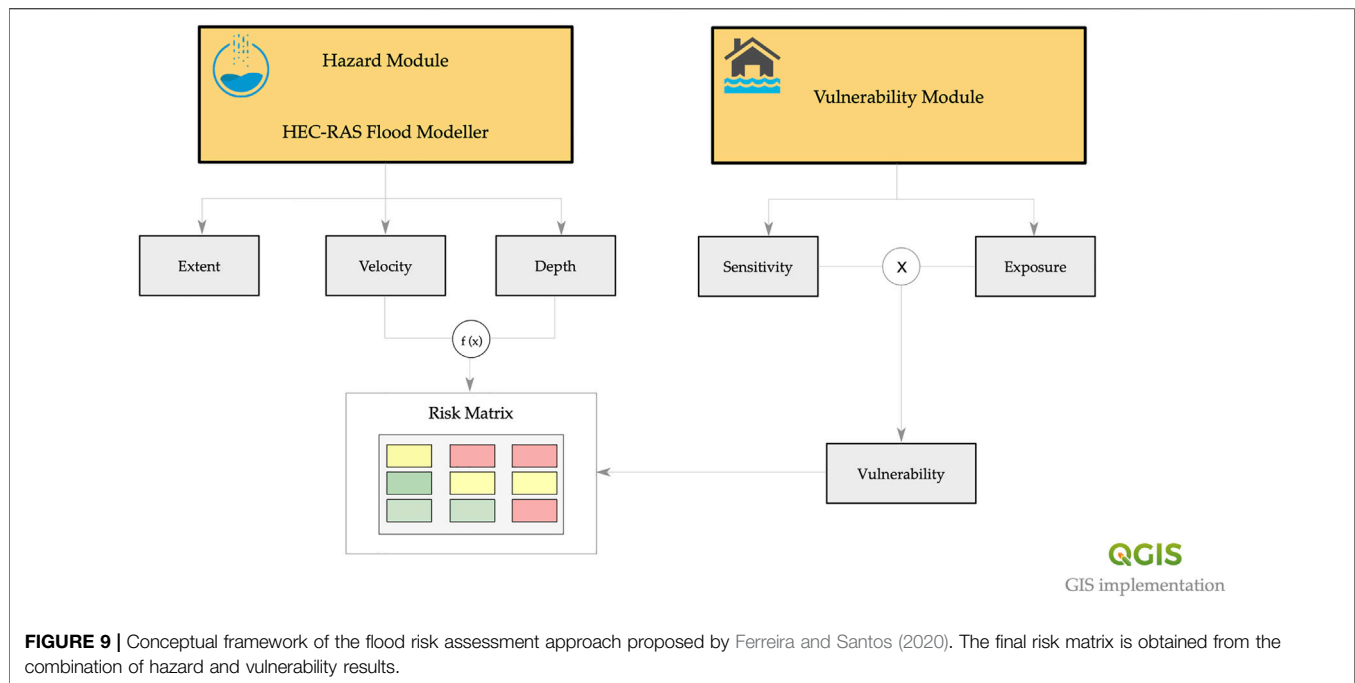 Hazard Module
HEC-RAS Flood Modeller
Vulnerability Module
Extent
Velocity
Depth
Sensitivity
X
Exposure
f (x)
Risk Matrix
Vulnerability
QGIS
GIS implementation
FIGURE 9 | Conceptual framework of the flood risk assessment approach proposed by Ferreira and Santos (2020). The final risk matrix is obtained from the
combination of hazard and vulnerability results.